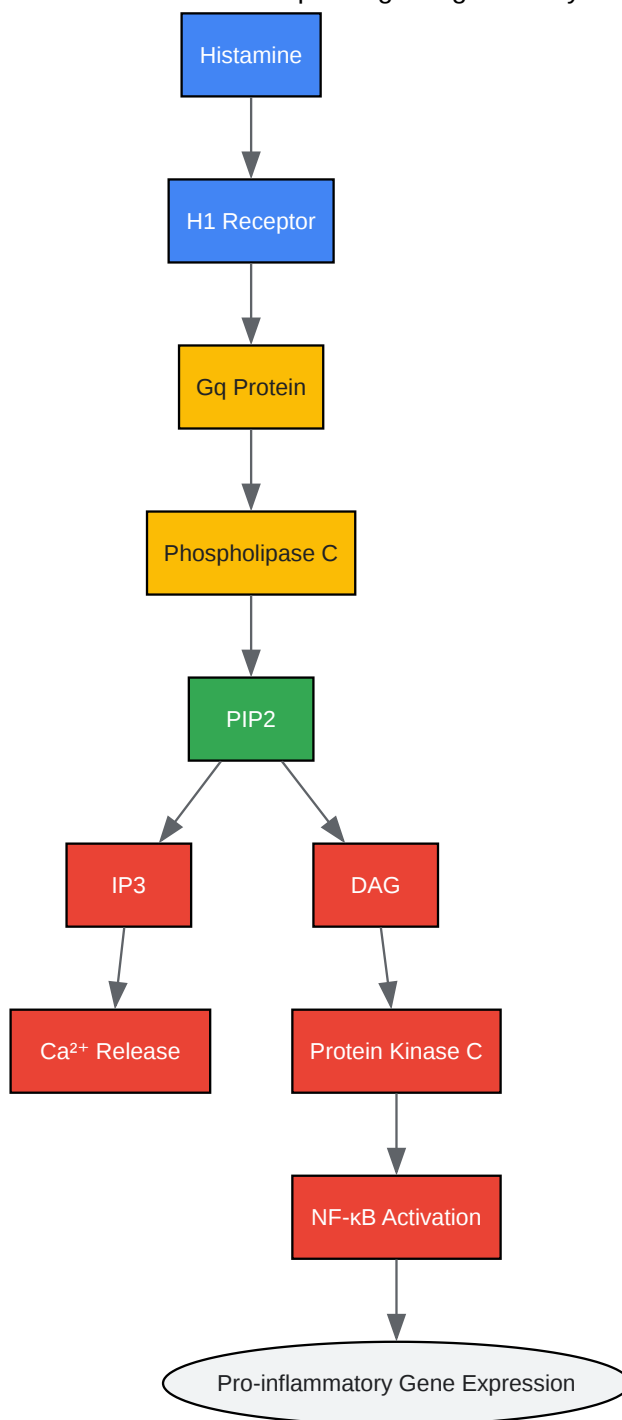 Histamine
H1 Receptor
Gq Protein
Phospholipase C
PIP2
IP3
DAG
Ca²⁺ Release
Protein Kinase C
NF-κB Activation
Pro-inflammatory Gene Expression